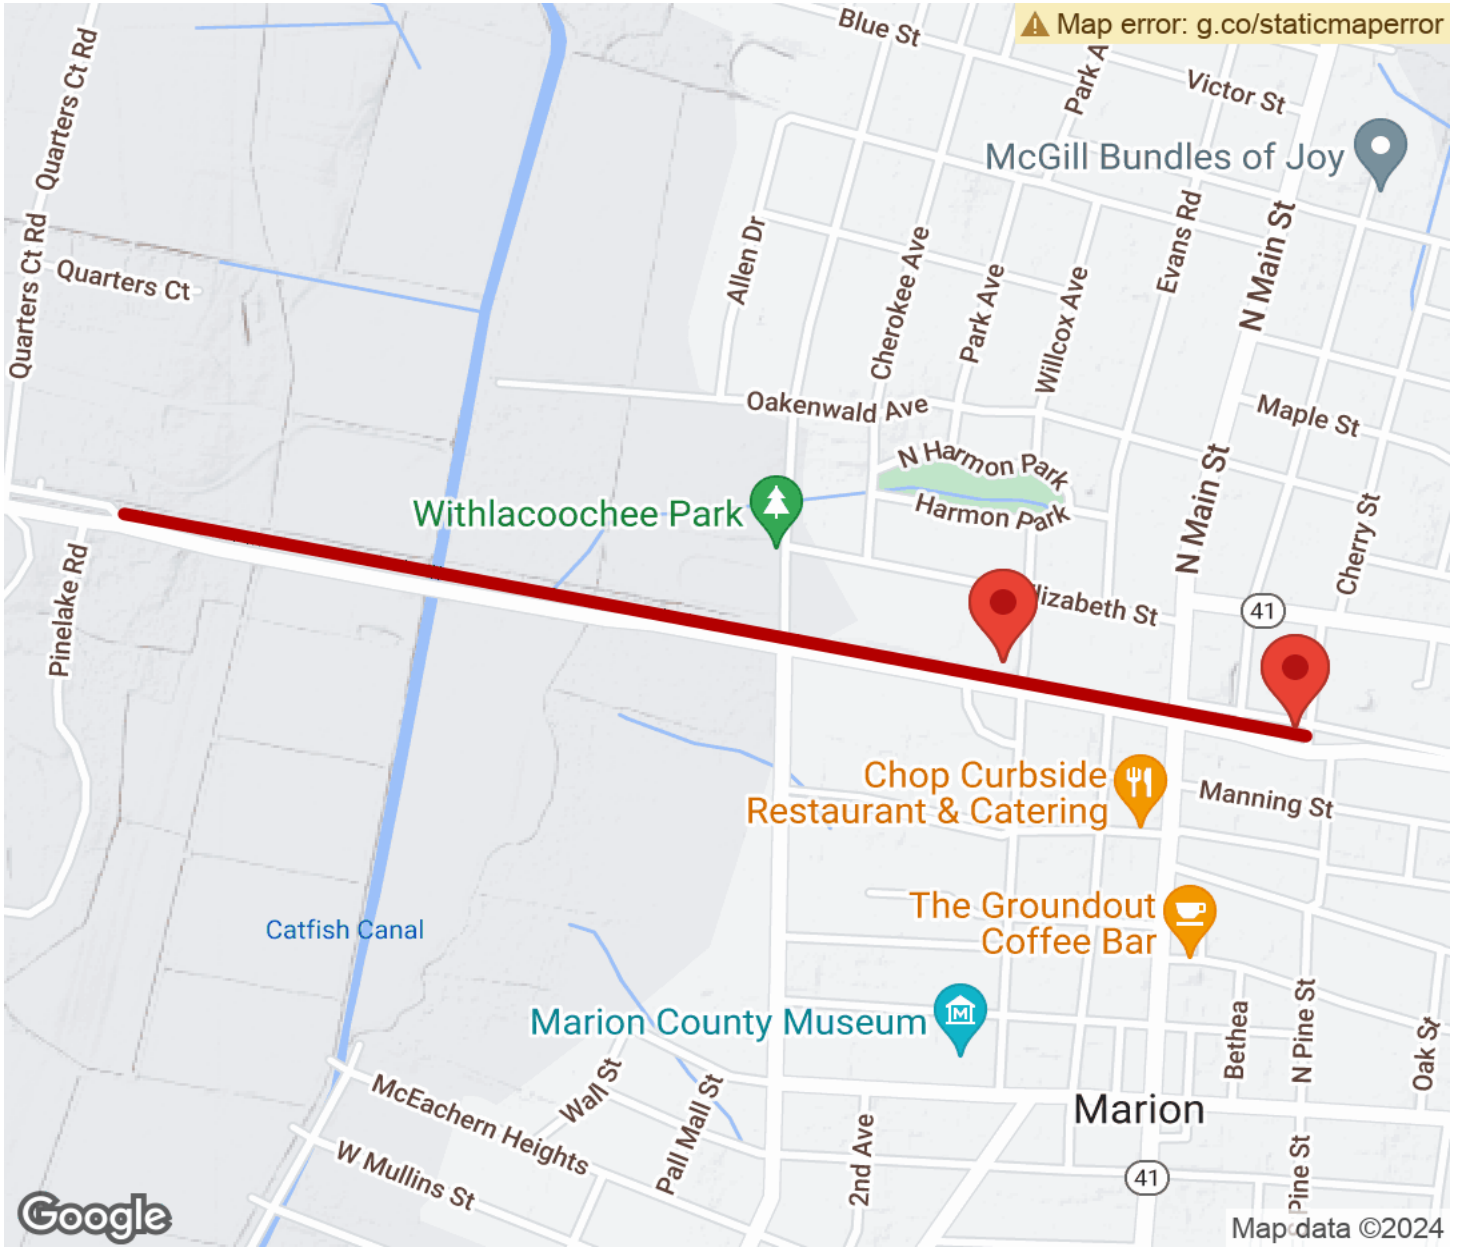 Blue St
Map error: g.co/staticmaperror
Quarters Ct Rd
Park A
Victor St
McGill Bundles of Joy
Evans Rd
N Main St
Quarters Ct Rd
Quarters Ct
Allen Dr
Cherokee Ave
Park Ave
Willcox Ave
Oakenwald Ave
Maple St
N Harmon Park
N Main St
Withlacoochee Park
Harmon Park
Cherry St
Pinelake Rd
lizabeth St
41
Chop Curbside
Restaurant & Catering
Manning St
The Groundout
Coffee Bar
Catfish Canal
Marion County Museum
Bethea
N Pine St
Oak St
Wall St
McEachern Heights
Pall Mall St
Marion
2nd Ave
W Mullins St
41
Pine St
Google
Map data ©2024